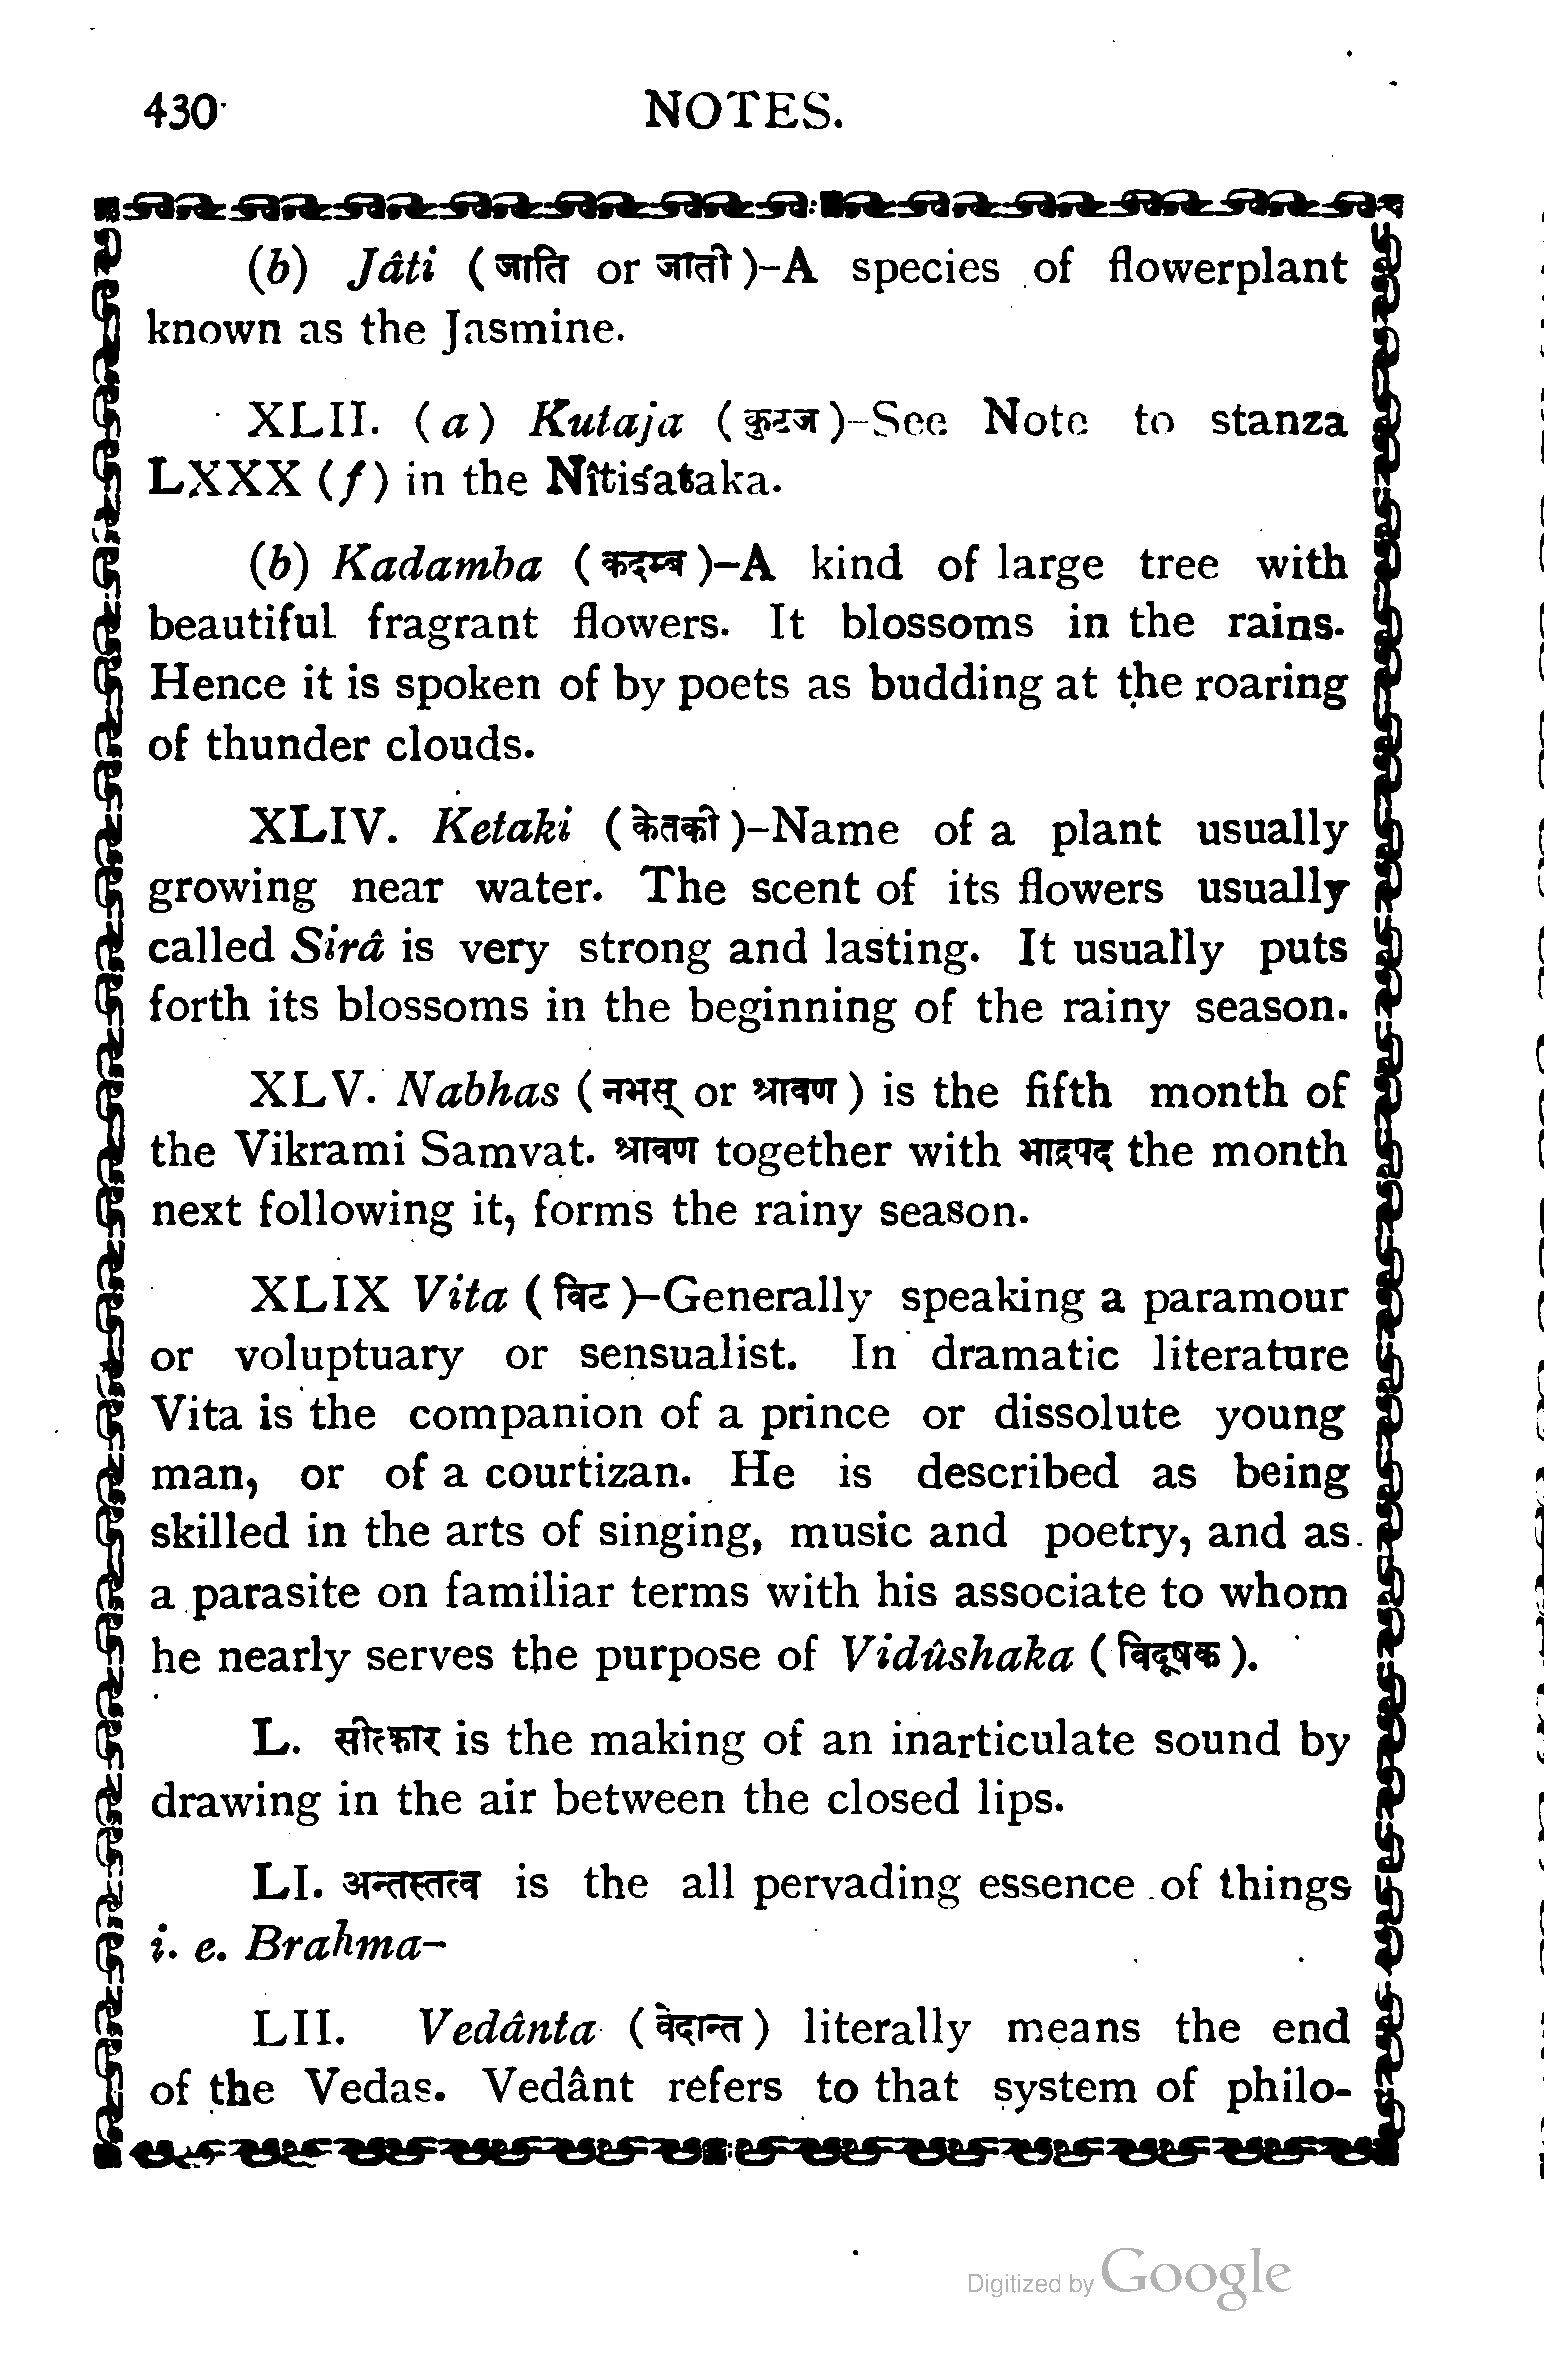 430
NOTES.
(b) Jâti ( जाति or जाती )-A species of flowerplant
known as the Jasmine.
XLII. (a) Kutaja ( कुटज )-See Note to stanza
LXXX (f) in the Nîtiśataka.
(b) Kadamba ( कदम्ब )-A kind of large tree with
beautiful fragrant flowers. It blossoms in the rains.
Hence it is spoken of by poets as budding at the roaring
of thunder clouds.
XLIV. Ketaki ( केतकी )-Name of a plant usually
growing near water. The scent of its flowers usually
called Sirâ is very strong and lasting. It usually puts
forth its blossoms in the beginning of the rainy season.
XLV. Nabhas ( नभस् or श्रावण ) is the fifth month of
the Vikrami Samvat. श्रावण together with भाद्रपद the month
next following it, forms the rainy season.
XLIX Vita ( विट )-Generally speaking a paramour
or voluptuary or sensualist. In dramatic literature
Vita is the companion of a prince or dissolute young
man, or of a courtizan. He is described as being
skilled in the arts of singing, music and poetry, and as
a parasite on familiar terms with his associate to whom
he nearly serves the purpose of Vidûshaka ( विदूषक ).
L. सीत्कार is the making of an inarticulate sound by
drawing in the air between the closed lips.
LI. अन्तस्तत्व is the all pervading essence of things
i. e. Brahma-
LII. Vedânta ( वेदान्त ) literally means the end
of the Vedas. Vedânt refers to that system of philo-
Digitized by Google